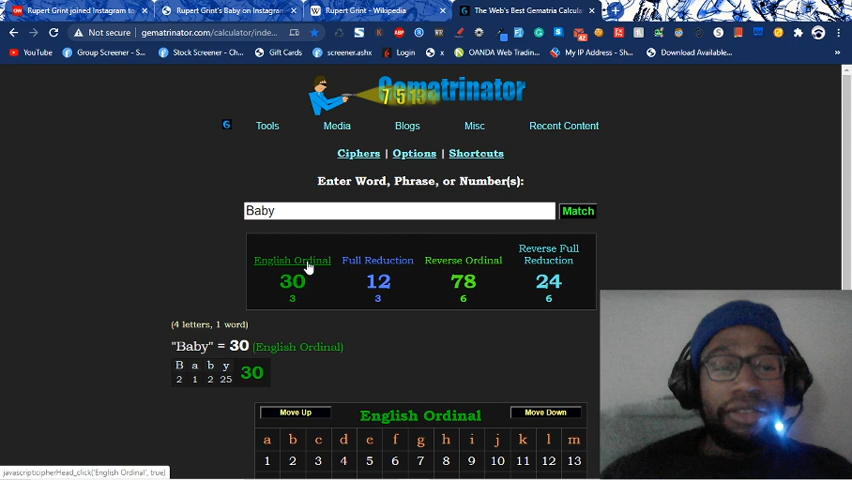 Rupert Grint joined Instagram to
Rupert Grint's Baby on Instagram
Rupert Grint - Wikipedia
The Web's Best Gematria Calcula
Not secure
gematrinator.com/calculator/inde...
YouTube
Group Screener - S...
Stock Screener - Ch...
Gift Cards
screener.ashx
Login
X
OANDA Web Tradin...
My IP Address - Sh...
Download Available...
Gematrinator
7 5 13
6 Tools Media Blogs Misc Recent Content
Ciphers | Options | Shortcuts
Enter Word, Phrase, or Number(s):
Baby Match
English Ordinal Full Reduction Reverse Ordinal Reverse Full Reduction
30 12 78 24
3 3 6 6
(4 letters, 1 word)
"Baby" = 30 (English Ordinal)
B a b y 30
2 1 2 25
Move Up English Ordinal Move Down
a b c d e f g h i j k l m
1 2 3 4 5 6 7 8 9 10 11 12 13
javascript:cipherHead_click('English Ordinal', true)